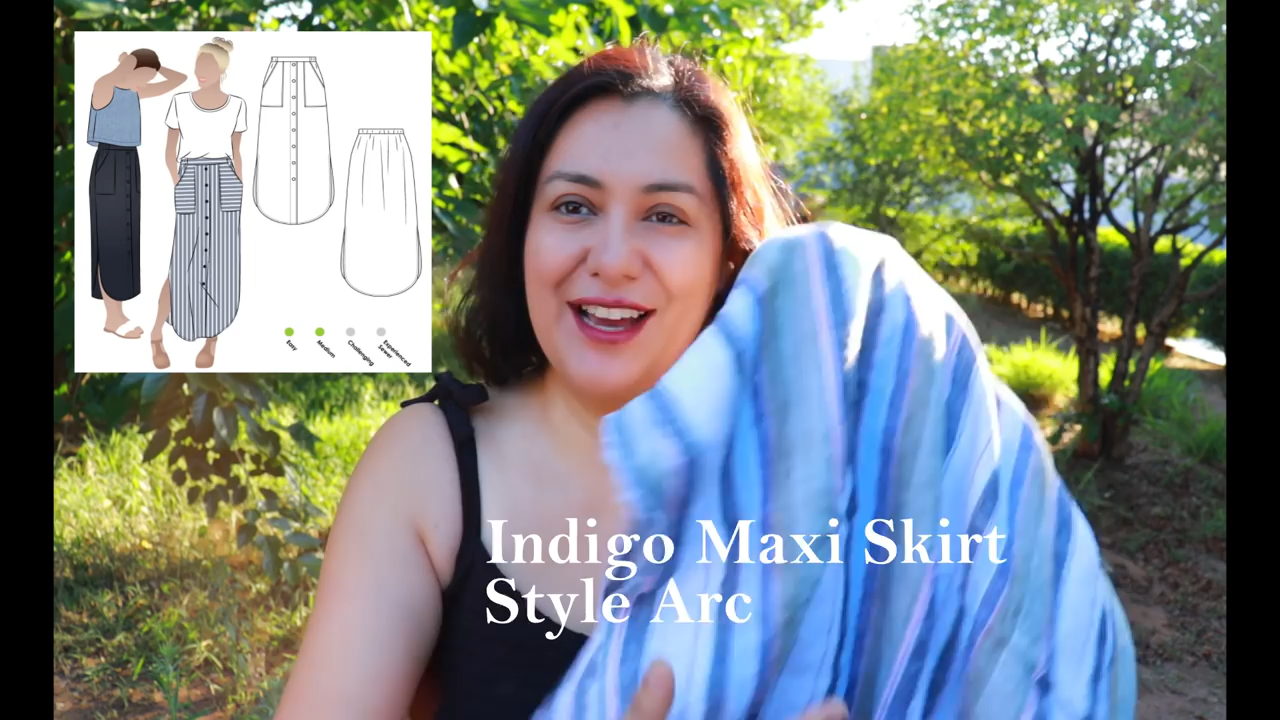 Easy
Medium
Challenging
Experienced
Sewer
Indigo Maxi Skirt
Style Arc